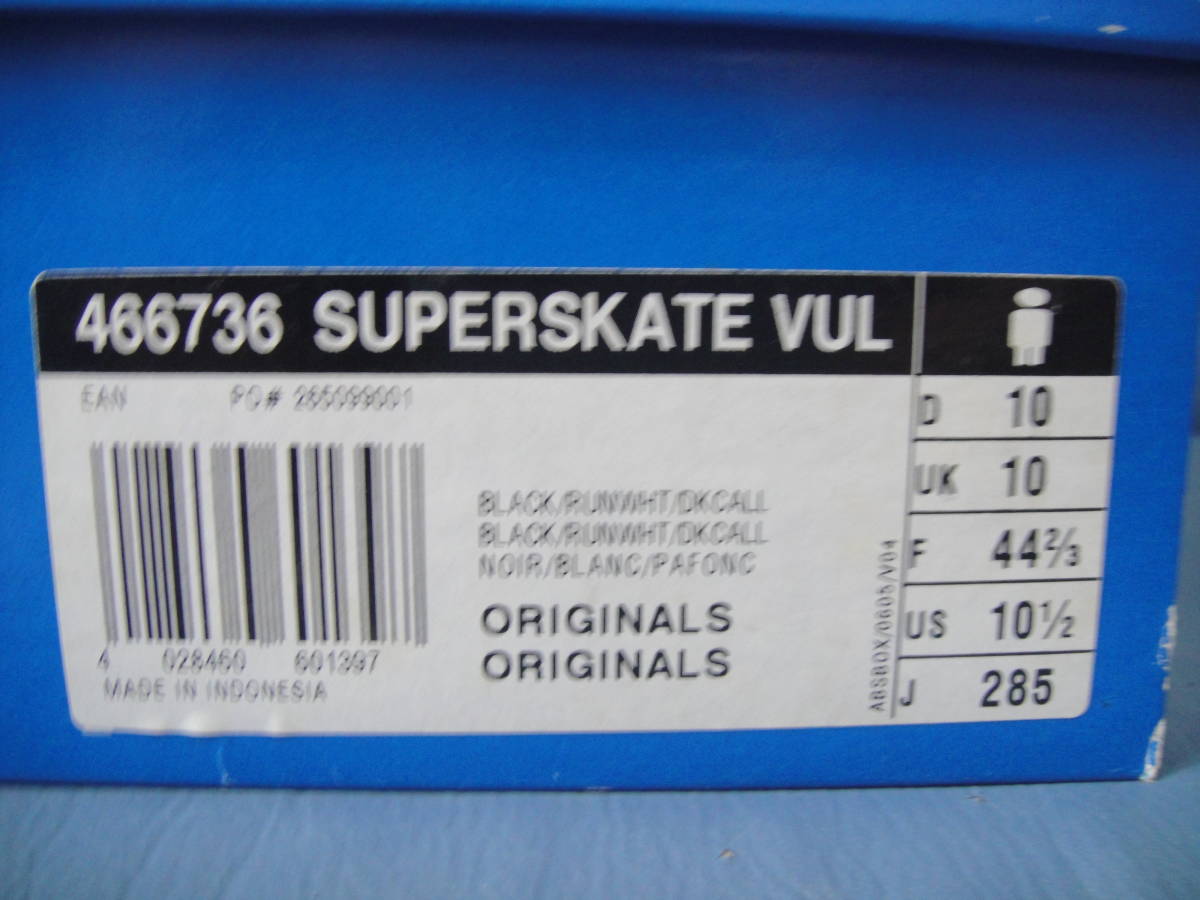 466736 SUPERSKATE VUL
EAN PO# 265099001
BLACK/RUNWHT/DKCALL
BLACK/RUNWHT/DKCALL
NOIR/BLANC/PAFONC
ORIGINALS
ORIGINALS
4 028460 601397
MADE IN INDONESIA
ABSBOX/0605/V04
D 10
UK 10
F 44⅔
US 10½
J 285